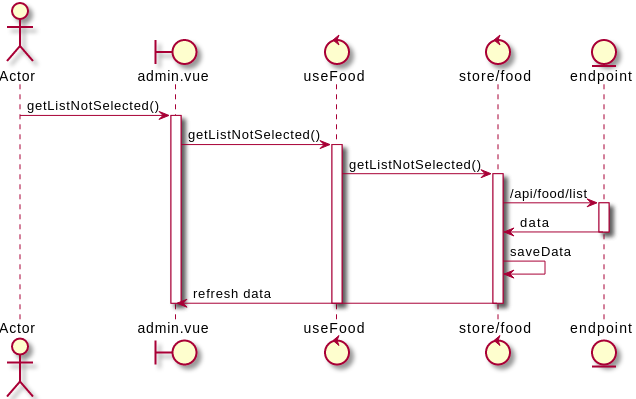 Actor
admin.vue
useFood
store/food
endpoint
getListNotSelected()
getListNotSelected()
getListNotSelected()
/api/food/list
data
saveData
refresh data
Actor
admin.vue
useFood
store/food
endpoint